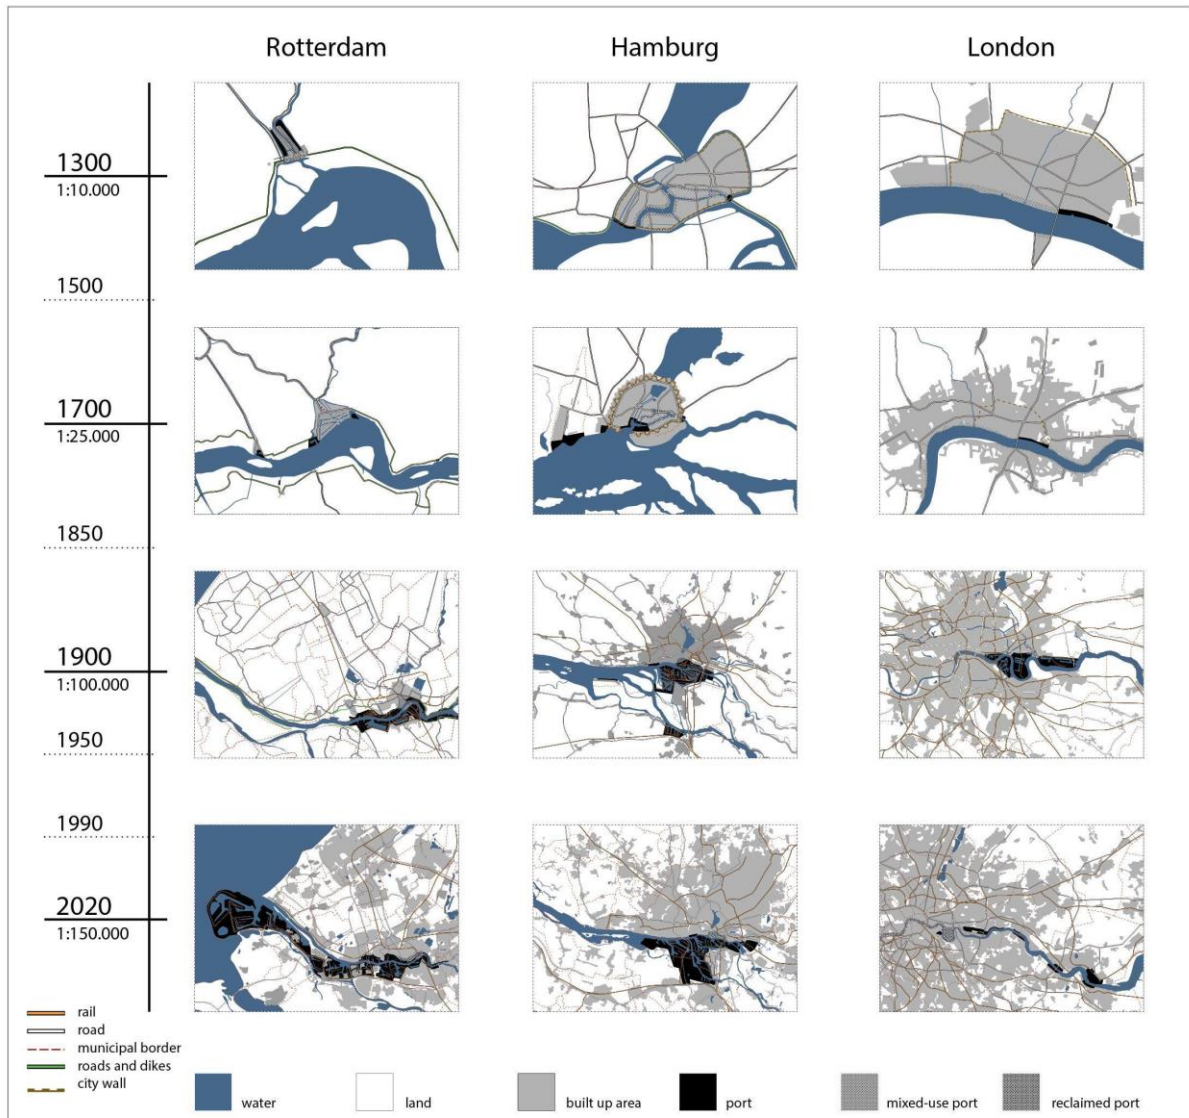 Rotterdam
Hamburg
London
1300
1:10.000
1500
1700
1:25.000
1850
1900
1:100.000
1950
1990
2020
1:150.000
rail
road
municipal border
roads and dikes
city wall
water
land
built up area
port
mixed-use port
reclaimed port